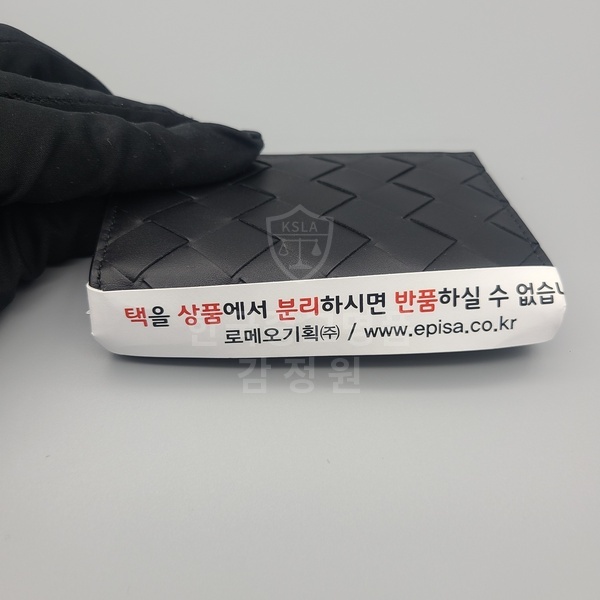 KSLA
택을 상품에서 분리하시면 반품하실 수 없습
로메오기획㈜ / www.episa.co.kr
감정원